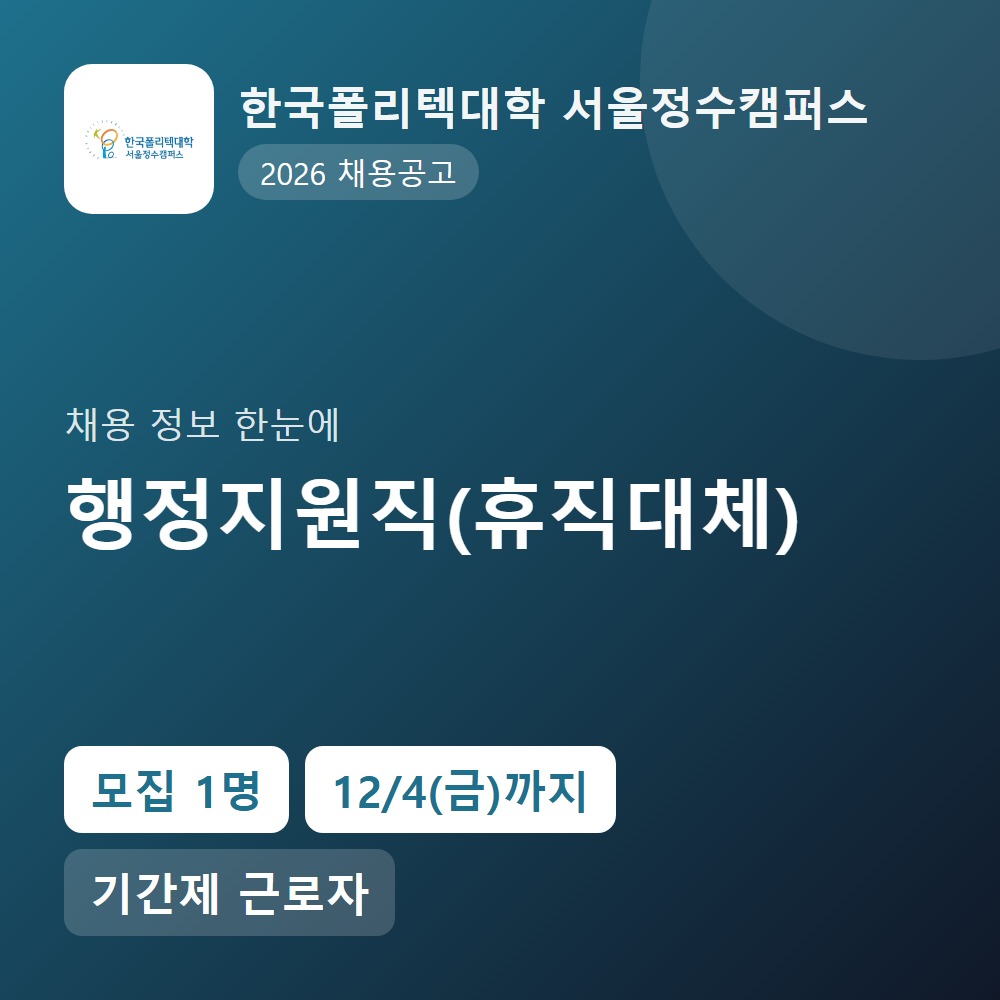 한국폴리텍대학
서울정수캠퍼스
한국폴리텍대학 서울정수캠퍼스
2026 채용공고
채용 정보 한눈에
행정지원직(휴직대체)
모집 1명
12/4(금)까지
기간제 근로자